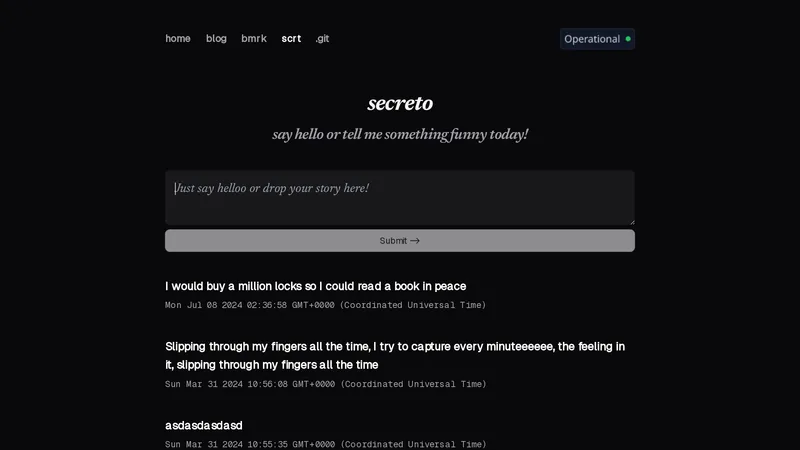 home blog bmrk scrt .git Operational
secreto
say hello or tell me something funny today!
Just say helloo or drop your story here!
Submit →
I would buy a million locks so I could read a book in peace
Mon Jul 08 2024 02:36:58 GMT+0000 (Coordinated Universal Time)
Slipping through my fingers all the time, I try to capture every minuteeeeee, the feeling in
it, slipping through my fingers all the time
Sun Mar 31 2024 10:56:08 GMT+0000 (Coordinated Universal Time)
asdasdasdasd
Sun Mar 31 2024 10:55:35 GMT+0000 (Coordinated Universal Time)